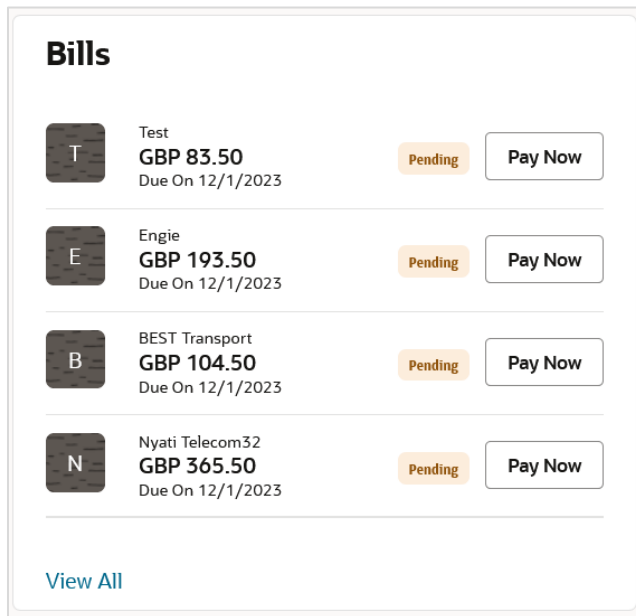 Bills
T
Test
GBP 83.50
Due On 12/1/2023
Pending
Pay Now
E
Engie
GBP 193.50
Due On 12/1/2023
Pending
Pay Now
B
BEST Transport
GBP 104.50
Due On 12/1/2023
Pending
Pay Now
N
Nyati Telecom32
GBP 365.50
Due On 12/1/2023
Pending
Pay Now
View All